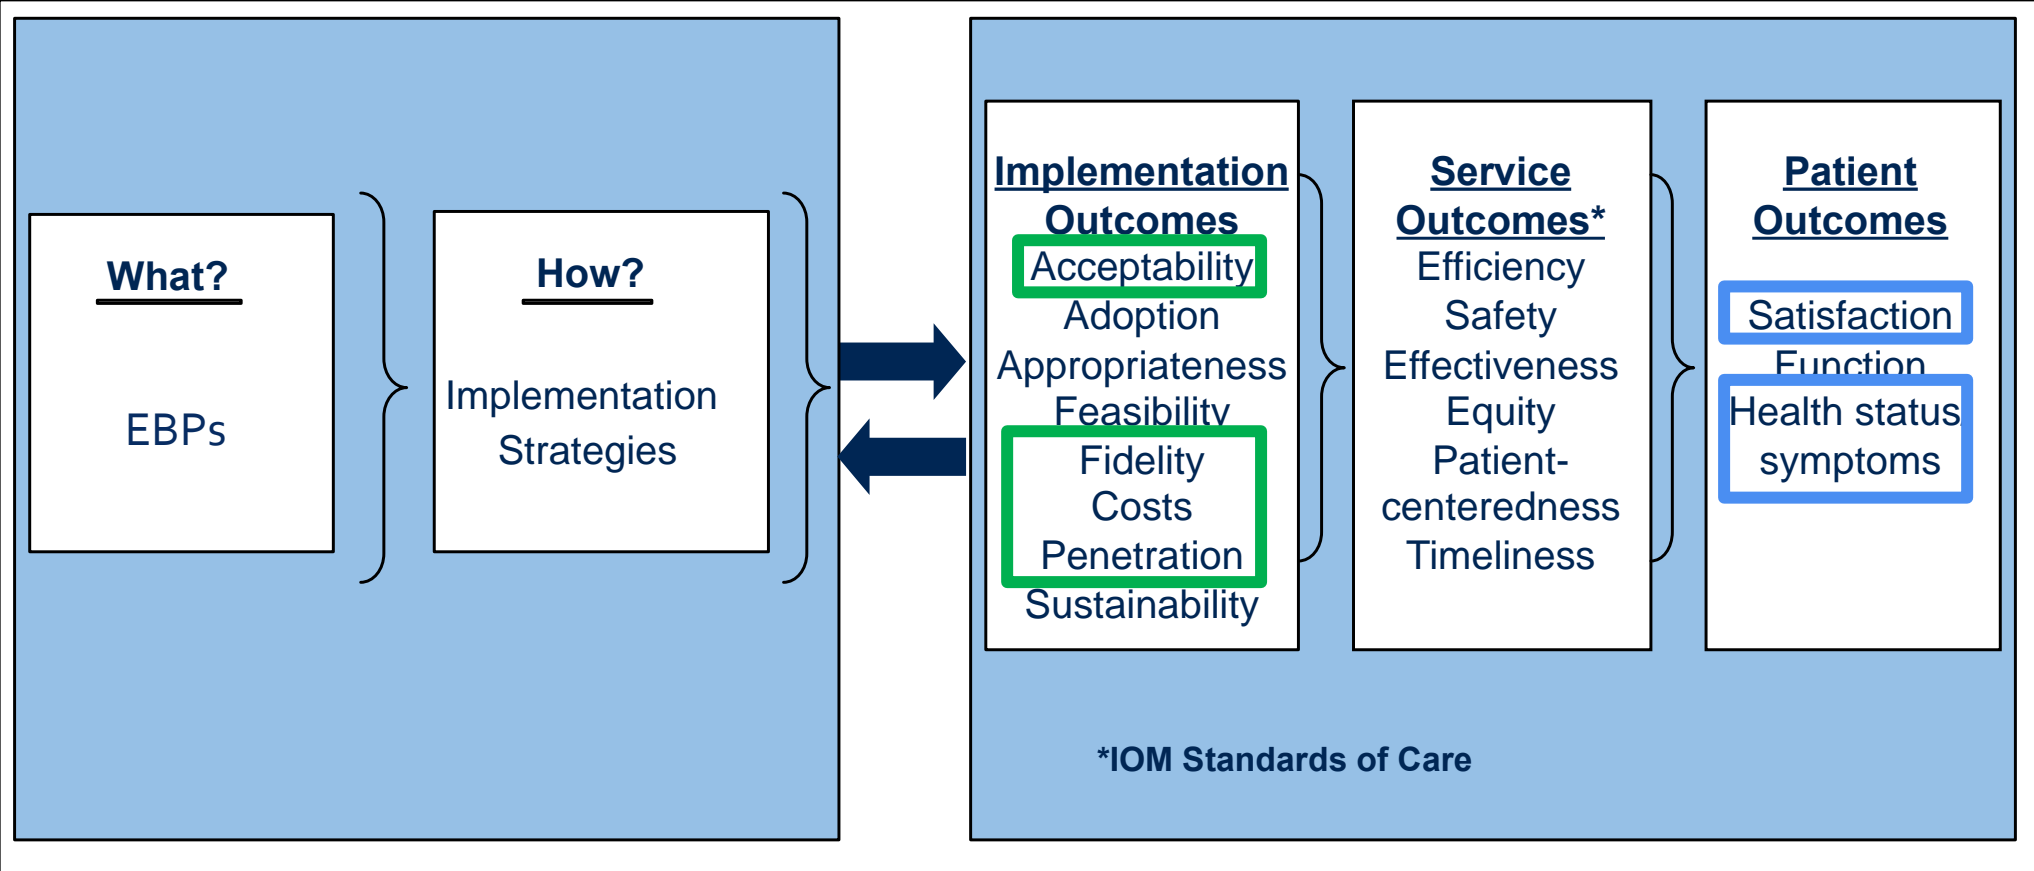 What?
EBPs
How?
Implementation
Strategies
Implementation
Outcomes
Acceptability
Adoption
Appropriateness
Feasibility
Fidelity
Costs
Penetration
Sustainability
Service
Outcomes*
Efficiency
Safety
Effectiveness
Equity
Patient-
centeredness
Timeliness
Patient
Outcomes
Satisfaction
Function
Health status/
symptoms
*IOM Standards of Care